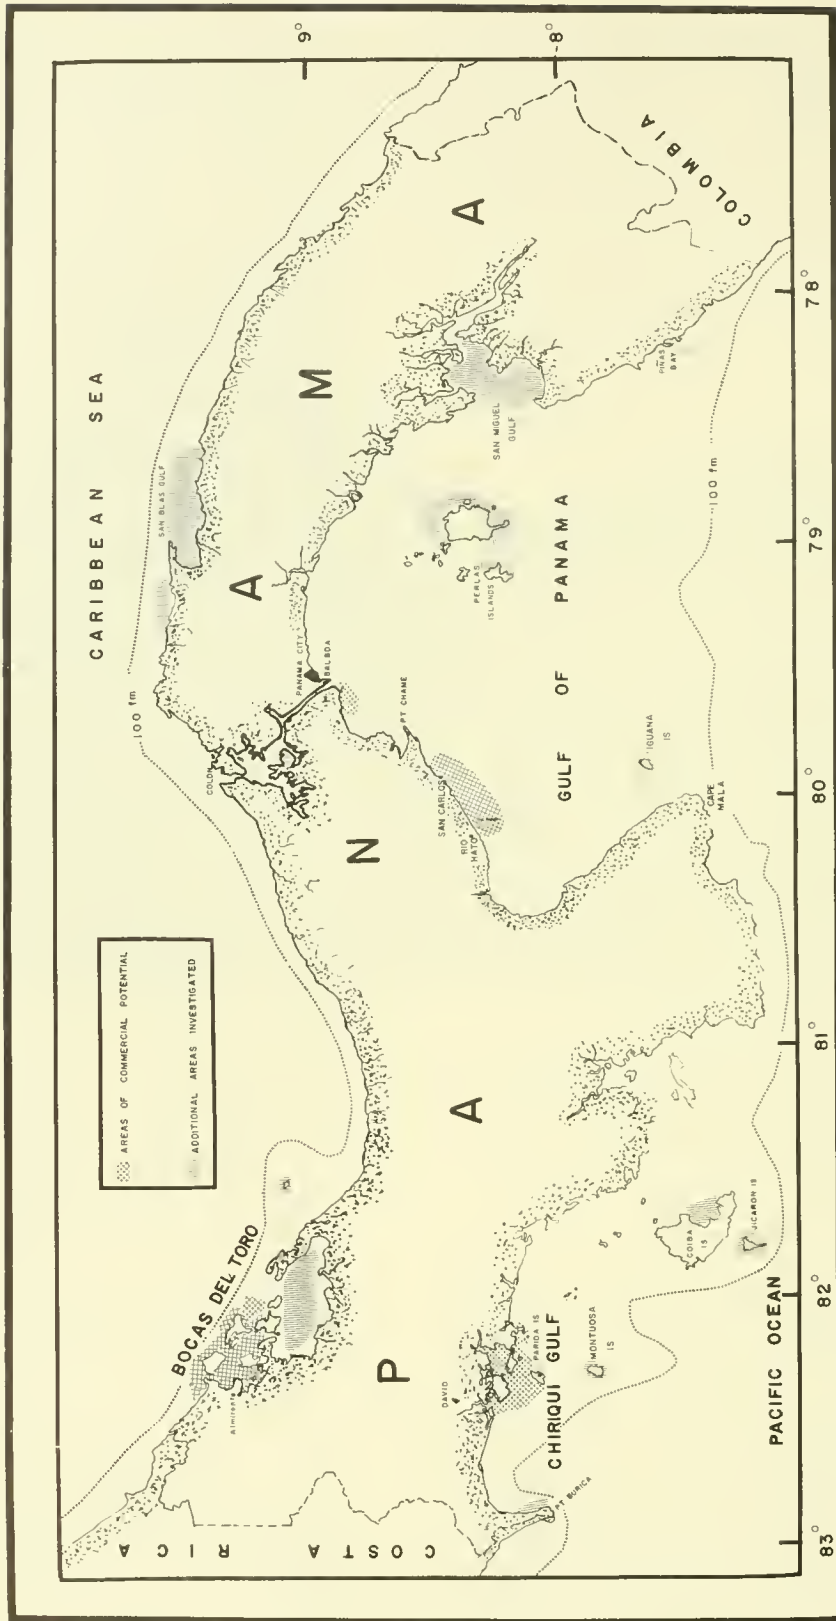 CARIBBEAN SEA
100 fm
SAN BLAS GULF
AREAS OF COMMERCIAL POTENTIAL
ADDITIONAL AREAS INVESTIGATED
BOCAS DEL TORO
Almirante
COSTA RICA
COLON
PANAMA CITY
BALBOA
PANAMA
PT CHAME
SAN CARLOS
RIO
HATO
PERLAS
ISLANDS
SAN MIGUEL
GULF
GULF OF PANAMA
COLOMBIA
PIÑAS
BAY
IGUANA
IS
CAPE
MALA
100 fm
DAVID
PARIDA IS
CHIRIQUI GULF
MONTUOSA
IS
COIBA
IS
JICARON IS
PT BURICA
PACIFIC OCEAN
9°
8°
83°
82°
81°
80°
79°
78°